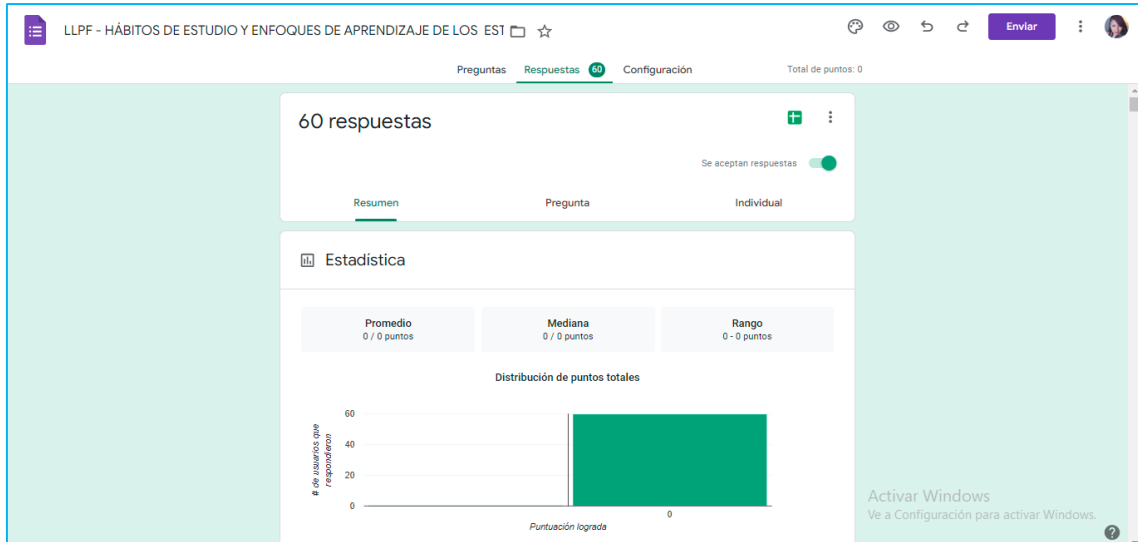 LLPF - HÁBITOS DE ESTUDIO Y ENFOQUES DE APRENDIZAJE DE LOS EST
Enviar
Preguntas Respuestas 60 Configuración Total de puntos: 0
60 respuestas
Se aceptan respuestas
Resumen Pregunta Individual
Estadística
Promedio Mediana Rango
0 / 0 puntos 0 / 0 puntos 0 - 0 puntos
Distribución de puntos totales
# de usuarios que
respondieron
60
40
20
0
0
Puntuación lograda
Activar Windows
Ve a Configuración para activar Windows.